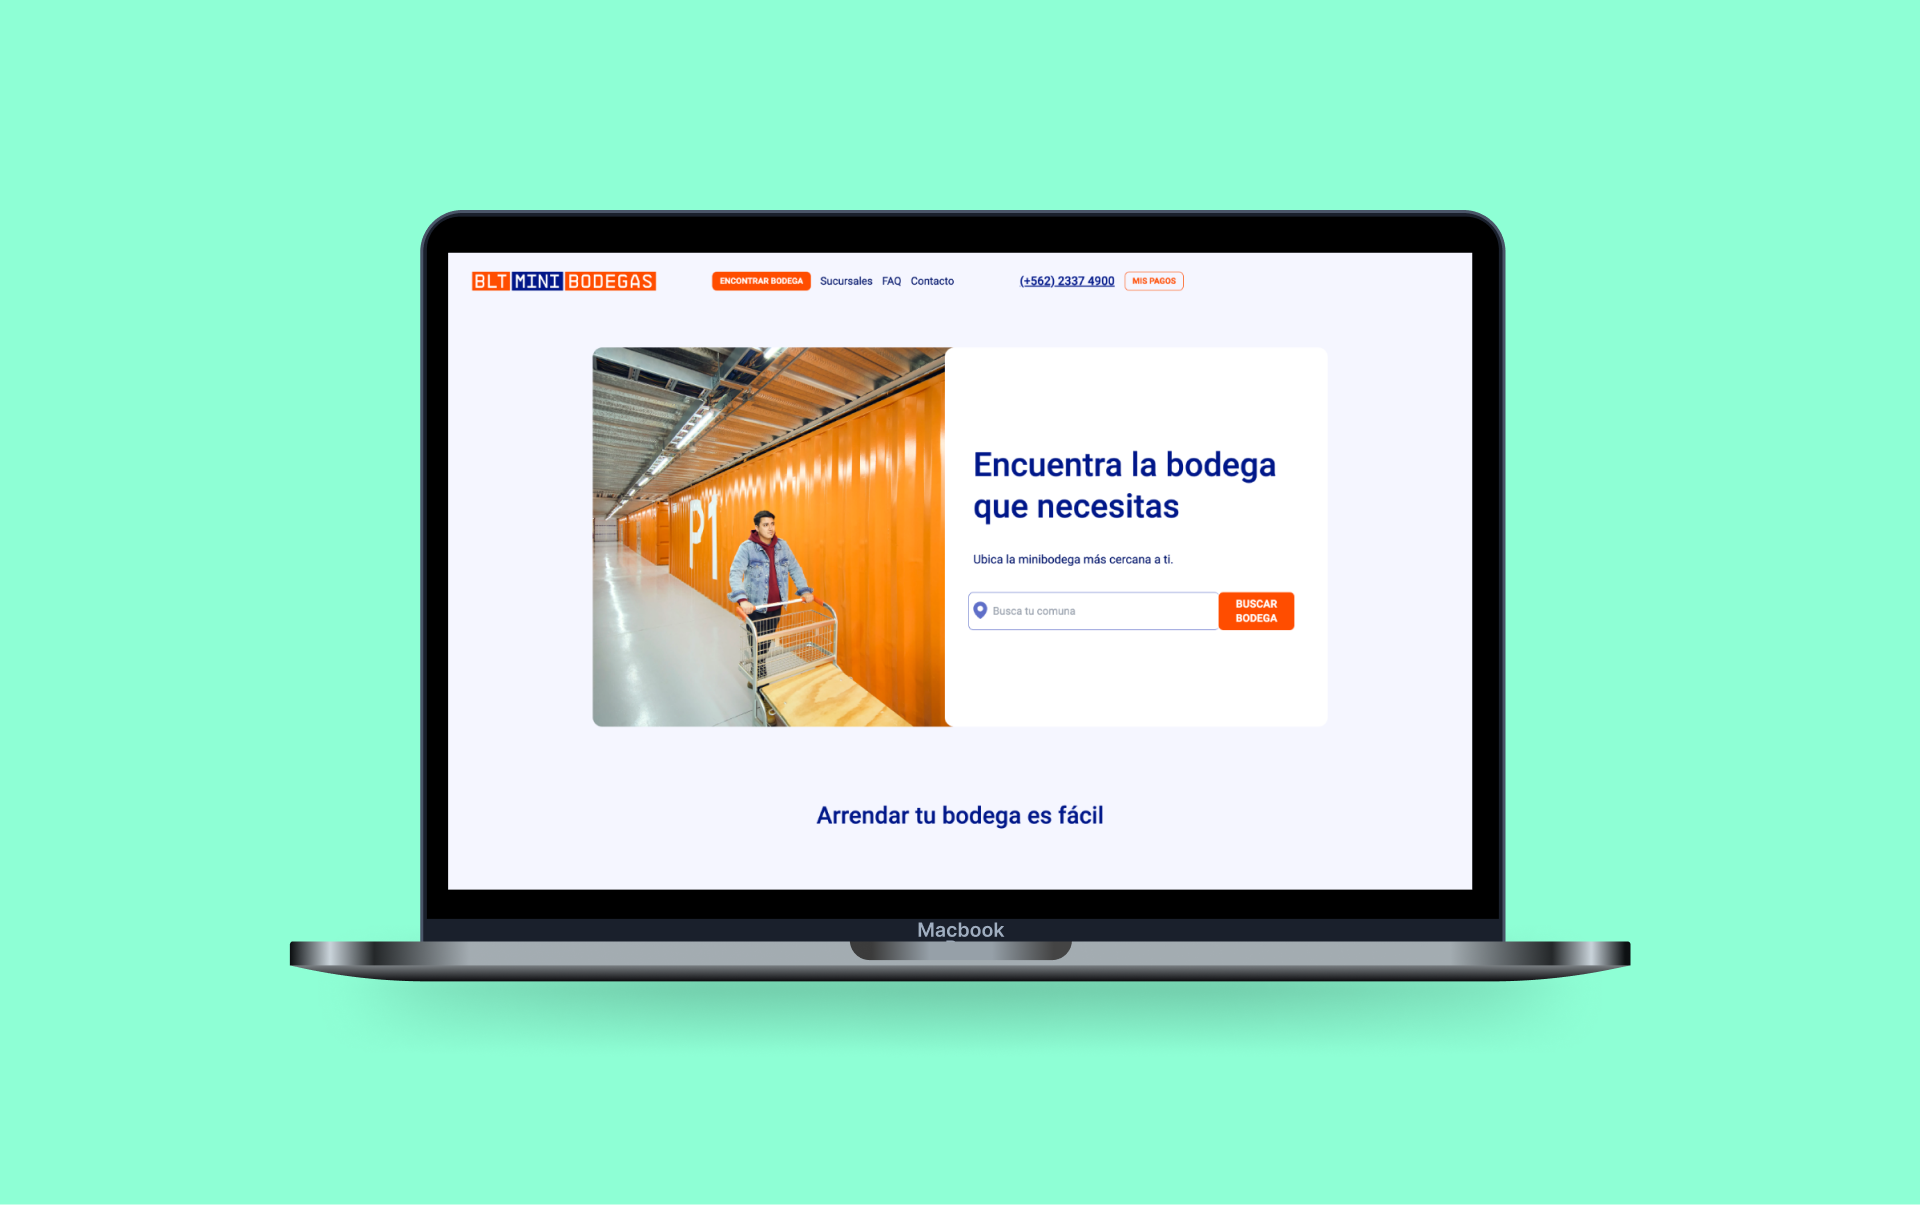 BLT MINI BODEGAS
ENCONTRAR BODEGA Sucursales FAQ Contacto (+562) 2337 4900 MIS PAGOS
P1
Encuentra la bodega
que necesitas
Ubica la minibodega más cercana a ti.
Busca tu comuna
BUSCAR
BODEGA
Arrendar tu bodega es fácil
Macbook